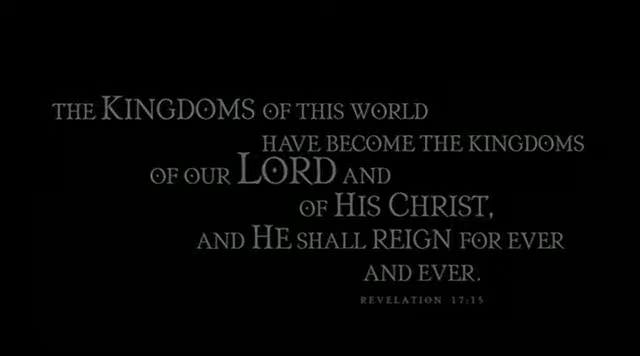 THE KINGDOMS OF THIS WORLD
HAVE BECOME THE KINGDOMS
OF OUR LORD AND
OF HIS CHRIST,
AND HE SHALL REIGN FOR EVER
AND EVER.
REVELATION 17:15